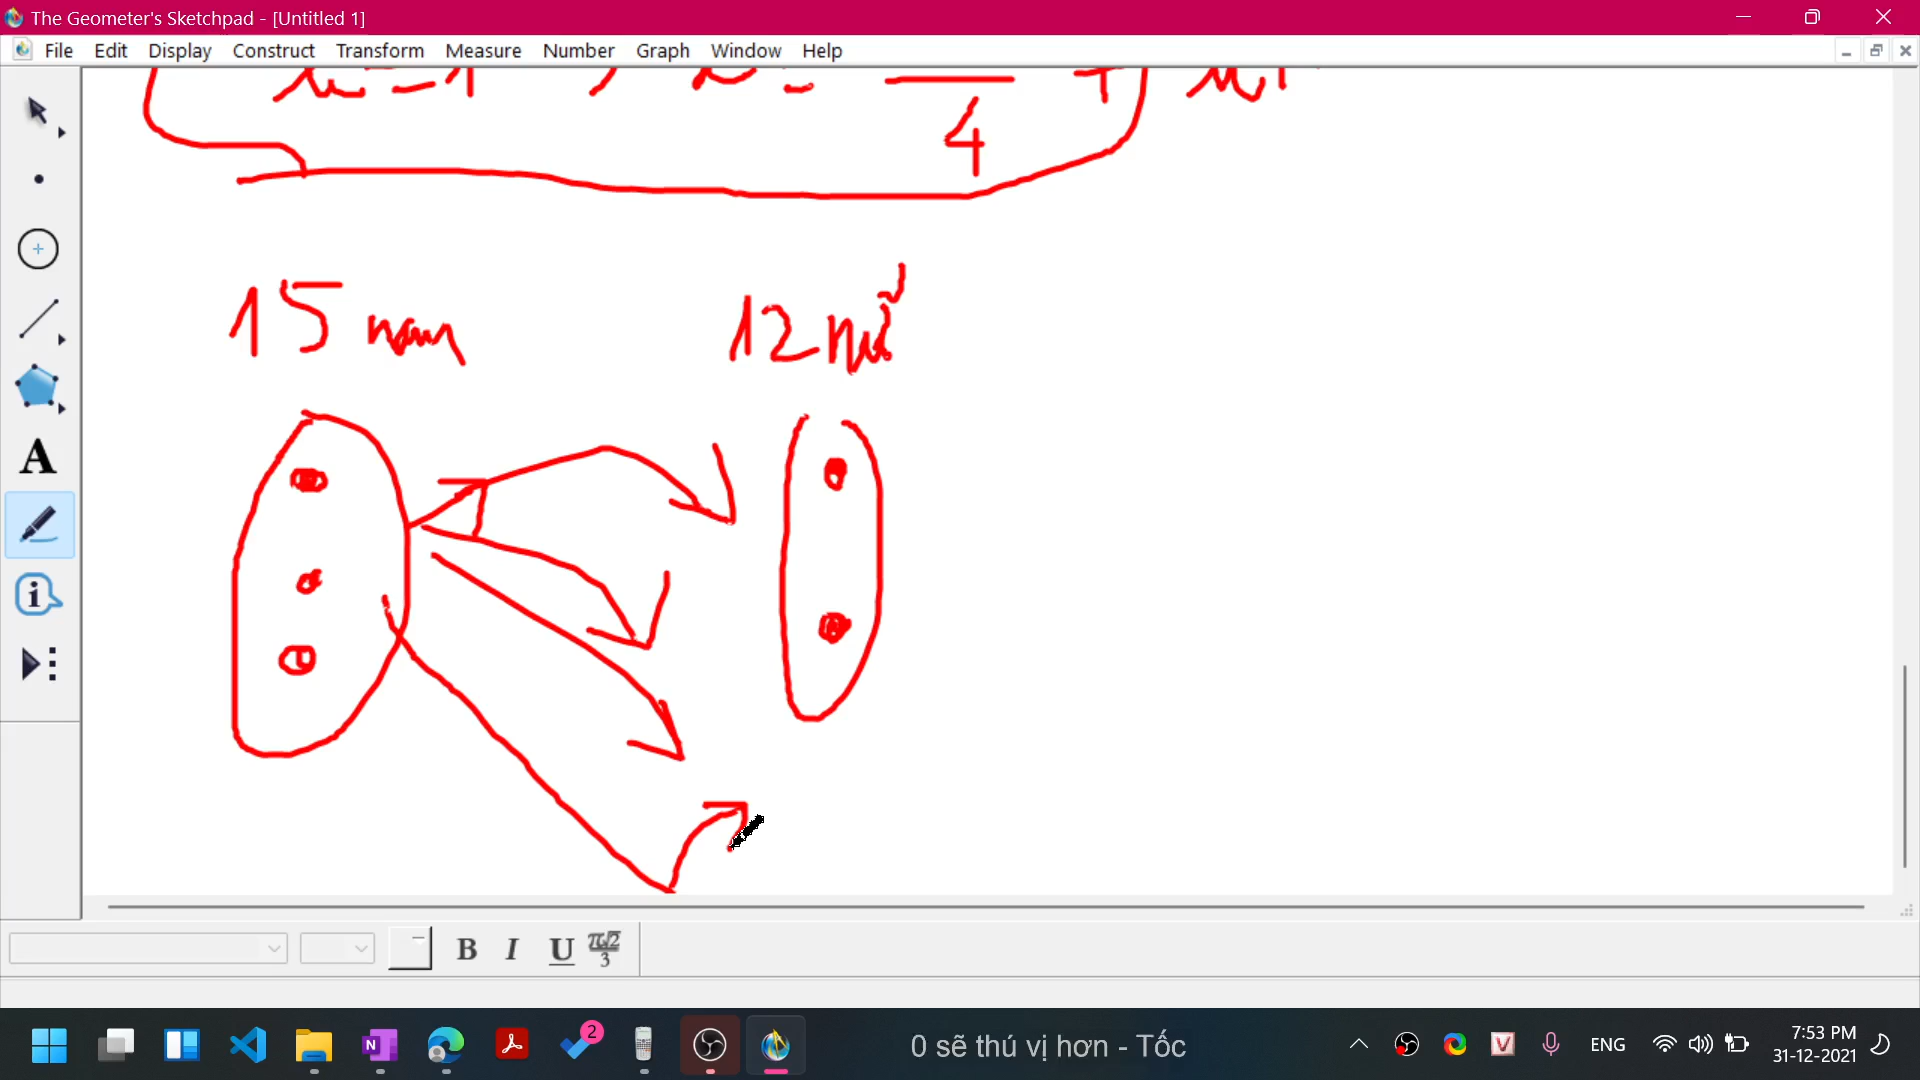 The Geometer's Sketchpad - [Untitled 1]
File Edit Display Construct Transform Measure Number Graph Window Help
4
15 nam 12 nữ
A
B I U
2
0 sẽ thú vị hơn - Tốc
ENG
7:53 PM
31-12-2021